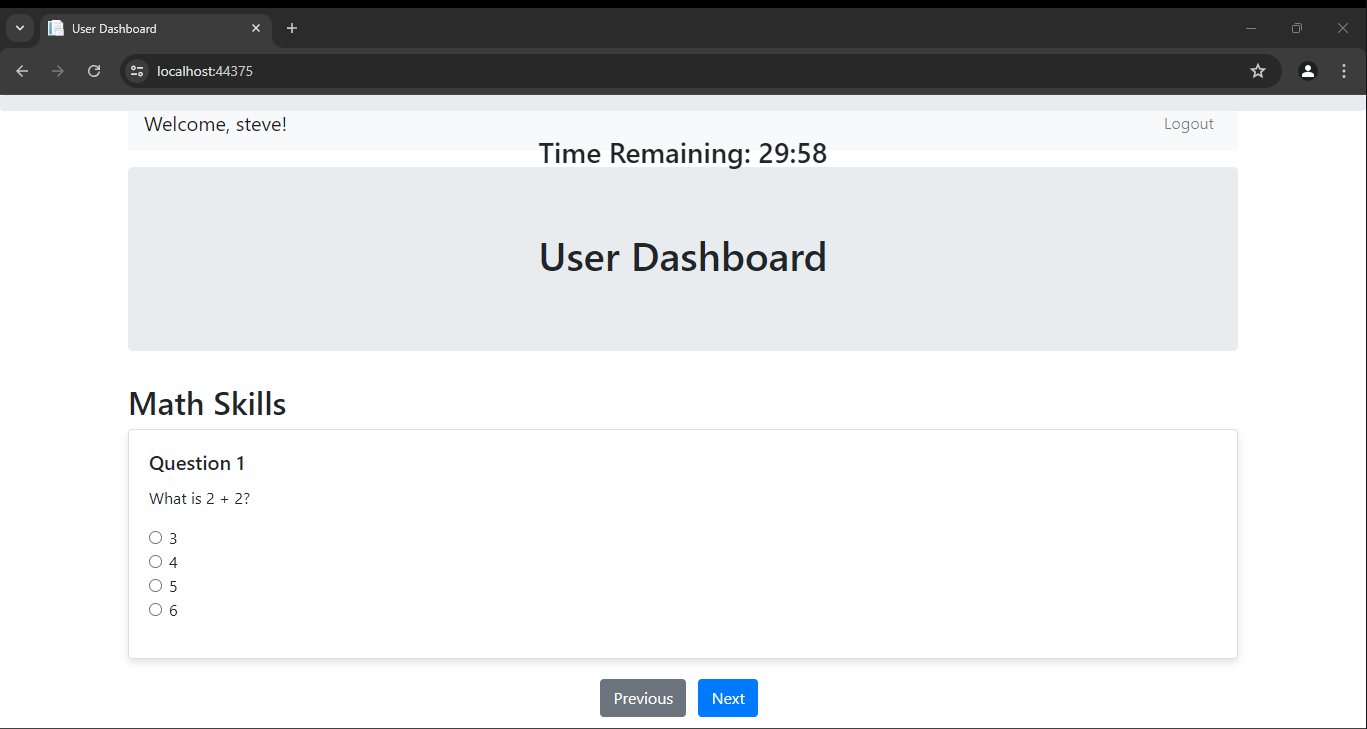 User Dashboard
localhost:44375
Welcome, steve!
Logout
Time Remaining: 29:58
User Dashboard
Math Skills
Question 1
What is 2 + 2?
3
4
5
6
Previous
Next